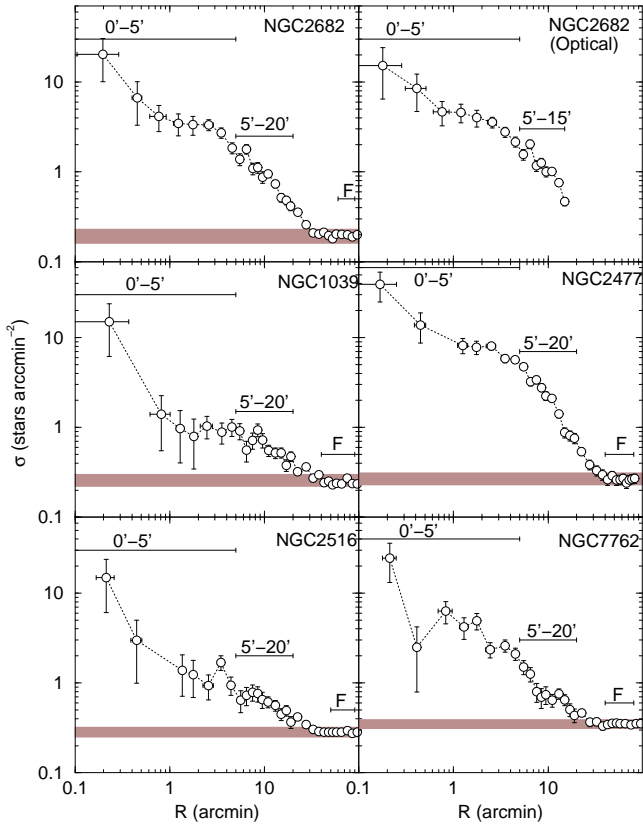 0'−5' NGC2682
5'−20'
F
10
1
0.1
0'−5' NGC2682
(Optical)
5'−15'
0'−5' NGC1039
5'−20'
F
10
1
0.1
0'−5' NGC2477
5'−20'
F
σ (stars arccmin−2)
0'−5' NGC2516
5'−20'
F
10
1
0.1
0'−5' NGC7762
5'−20'
F
0.1 1 10 0.1 1 10
R (arcmin) R (arcmin)